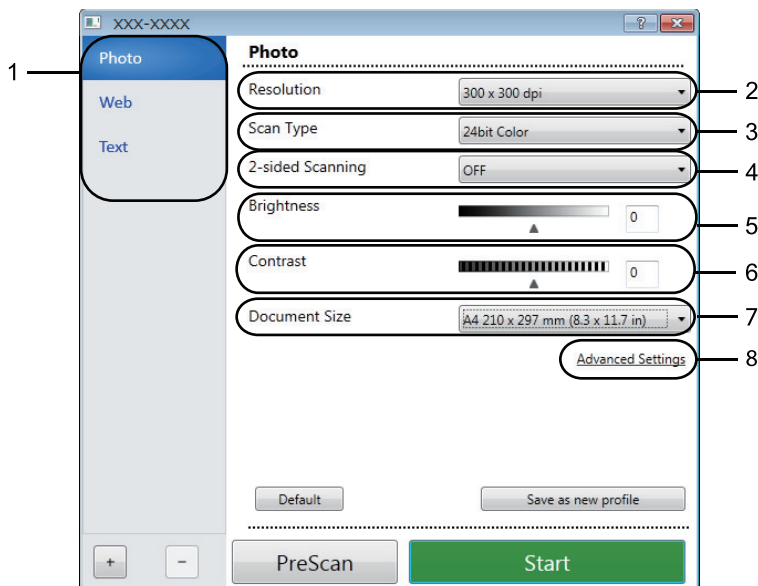 XXX-XXXX
?
1
Photo
Web
Text
Photo
Resolution
300 x 300 dpi
2
Scan Type
24bit Color
3
2-sided Scanning
OFF
4
Brightness
0
5
Contrast
0
6
Document Size
A4 210 x 297 mm (8.3 x 11.7 in)
7
Advanced Settings
8
Default
Save as new profile
+
−
PreScan
Start